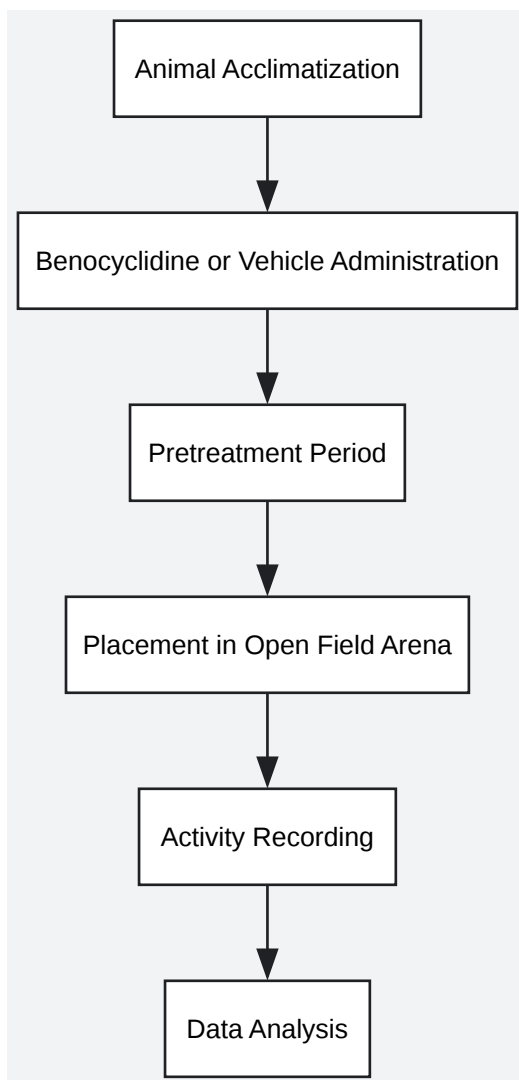 Animal Acclimatization
Benocyclidine or Vehicle Administration
Pretreatment Period
Placement in Open Field Arena
Activity Recording
Data Analysis